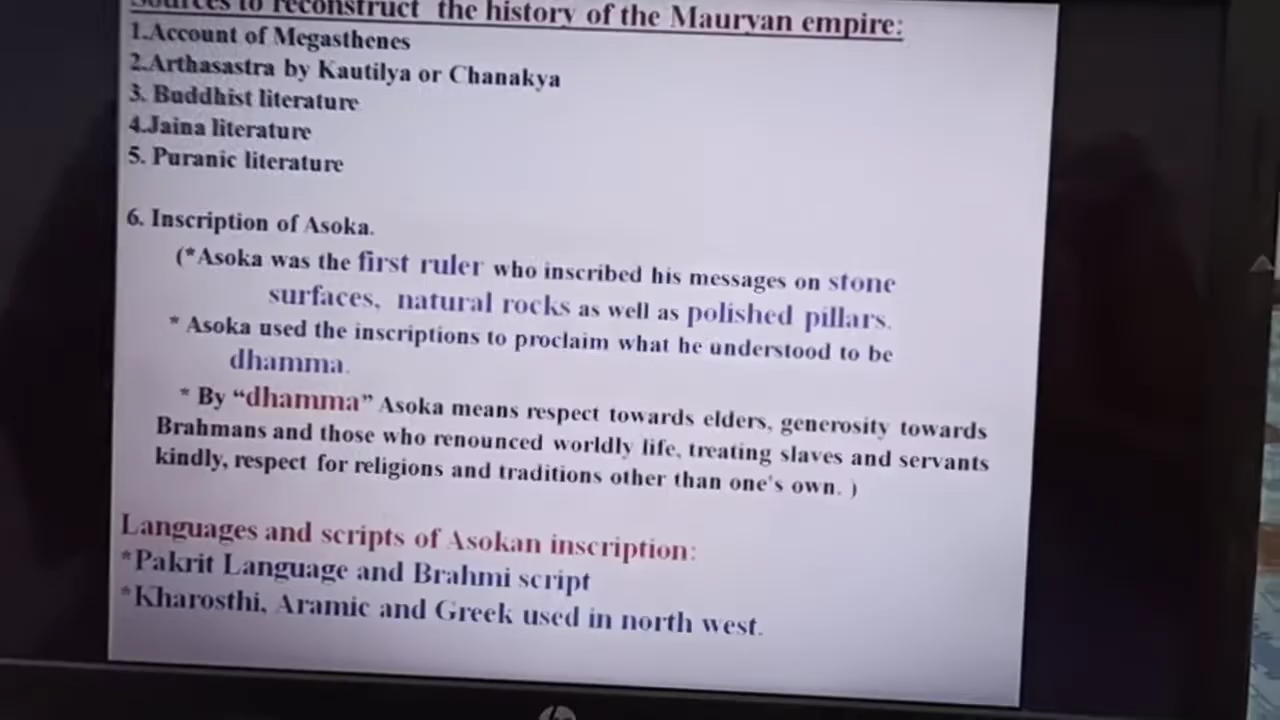 Sources to reconstruct the history of the Mauryan empire:
1.Account of Megasthenes
2.Arthasastra by Kautilya or Chanakya
3. Buddhist literature
4.Jaina literature
5. Puranic literature
6. Inscription of Asoka.
(*Asoka was the first ruler who inscribed his messages on stone
surfaces, natural rocks as well as polished pillars.
* Asoka used the inscriptions to proclaim what he understood to be
dhamma.
* By “dhamma” Asoka means respect towards elders, generosity towards
Brahmans and those who renounced worldly life, treating slaves and servants
kindly, respect for religions and traditions other than one's own. )
Languages and scripts of Asokan inscription:
*Pakrit Language and Brahmi script
*Kharosthi, Aramic and Greek used in north west.
hp